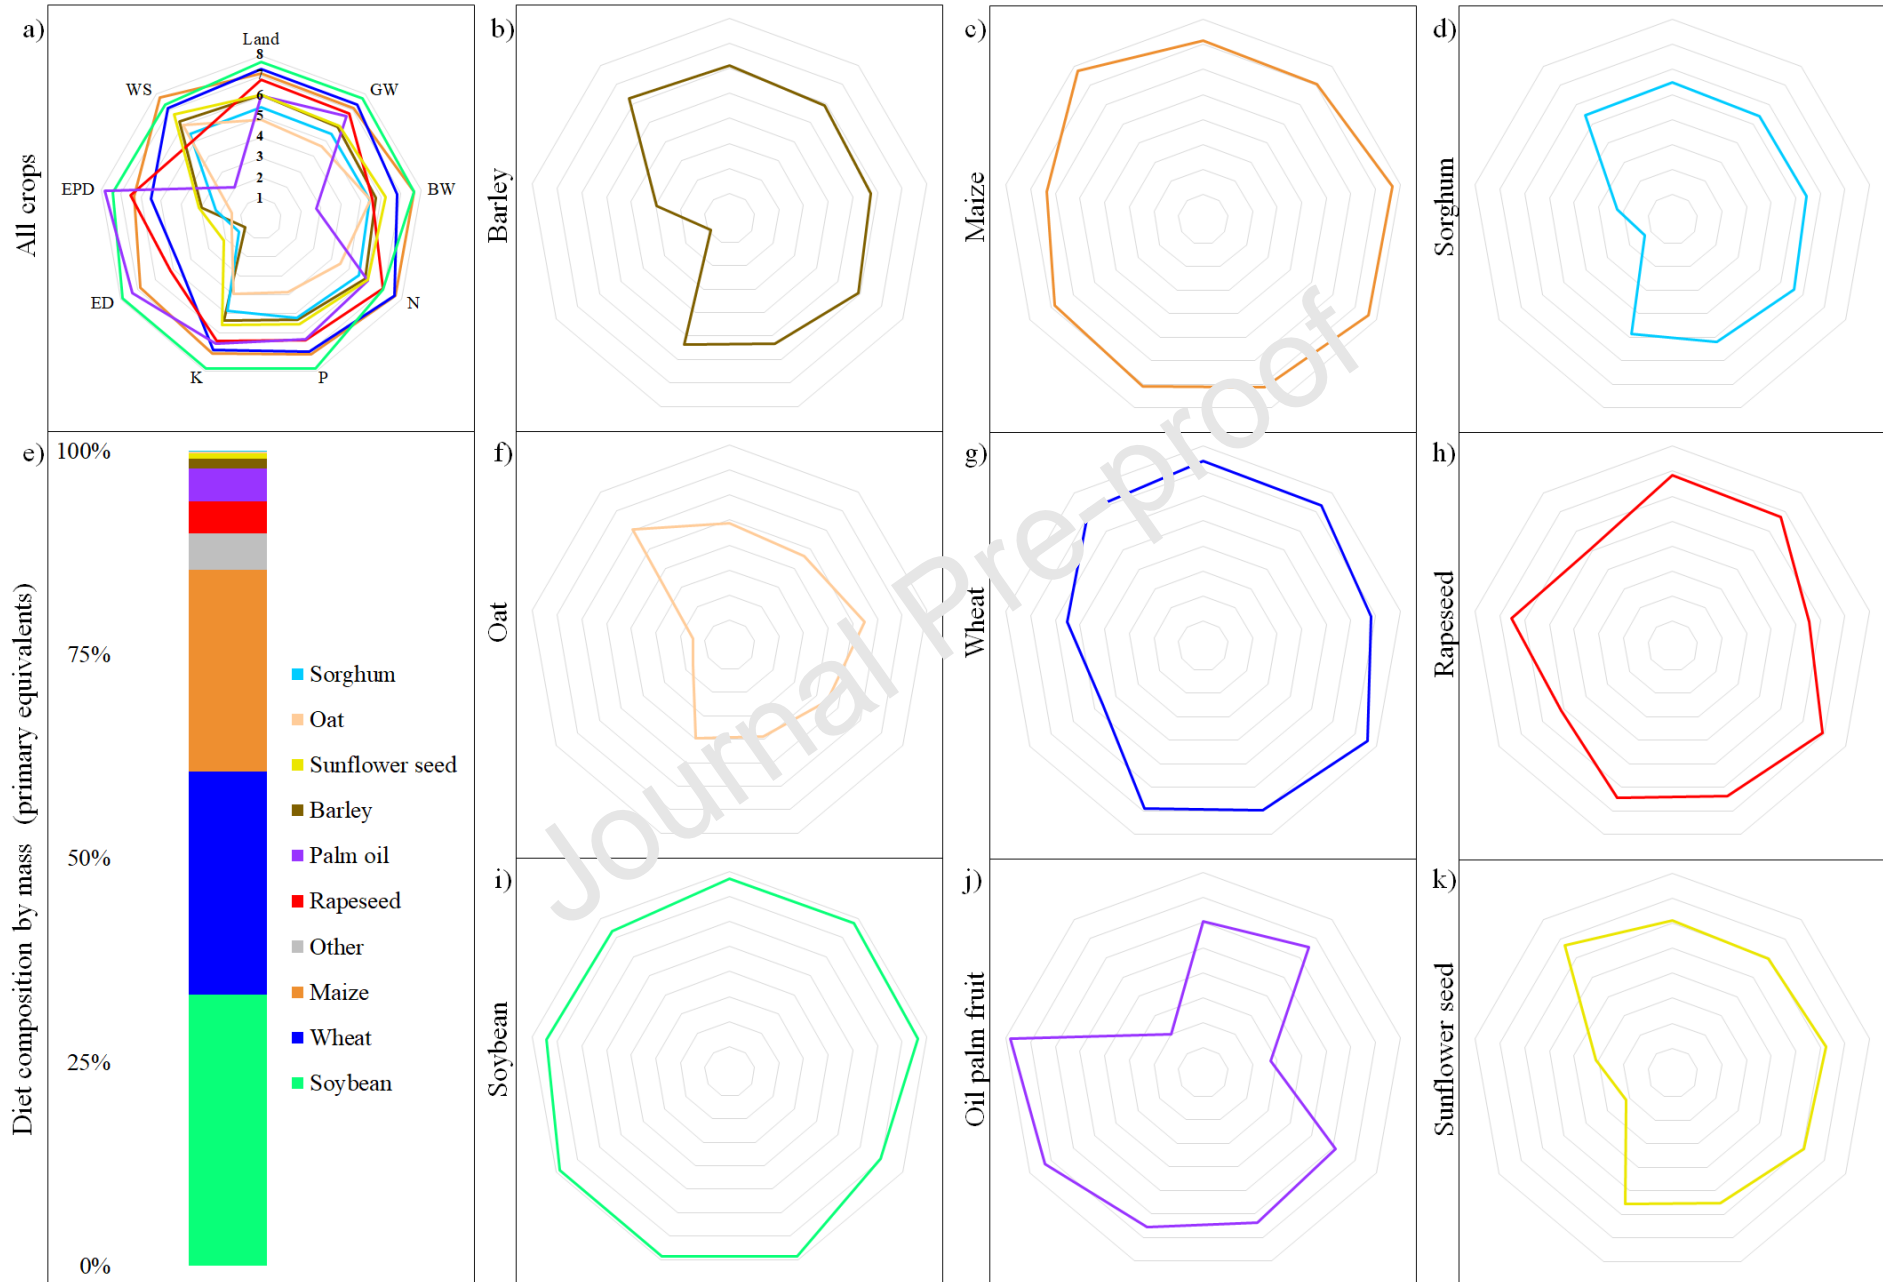 a)
All crops
Land
8
6
5
4
3
2
1
WS
GW
EPD
BW
ED
N
K
P
b)
Barley
c)
Maize
d)
Sorghum
e)
Diet composition by mass (primary equivalents)
100%
75%
50%
25%
0%
Sorghum
Oat
Sunflower seed
Barley
Palm oil
Rapeseed
Other
Maize
Wheat
Soybean
f)
Oat
g)
Wheat
h)
Rapeseed
i)
Soybean
j)
Oil palm fruit
k)
Sunflower seed
Journal Pre-proof